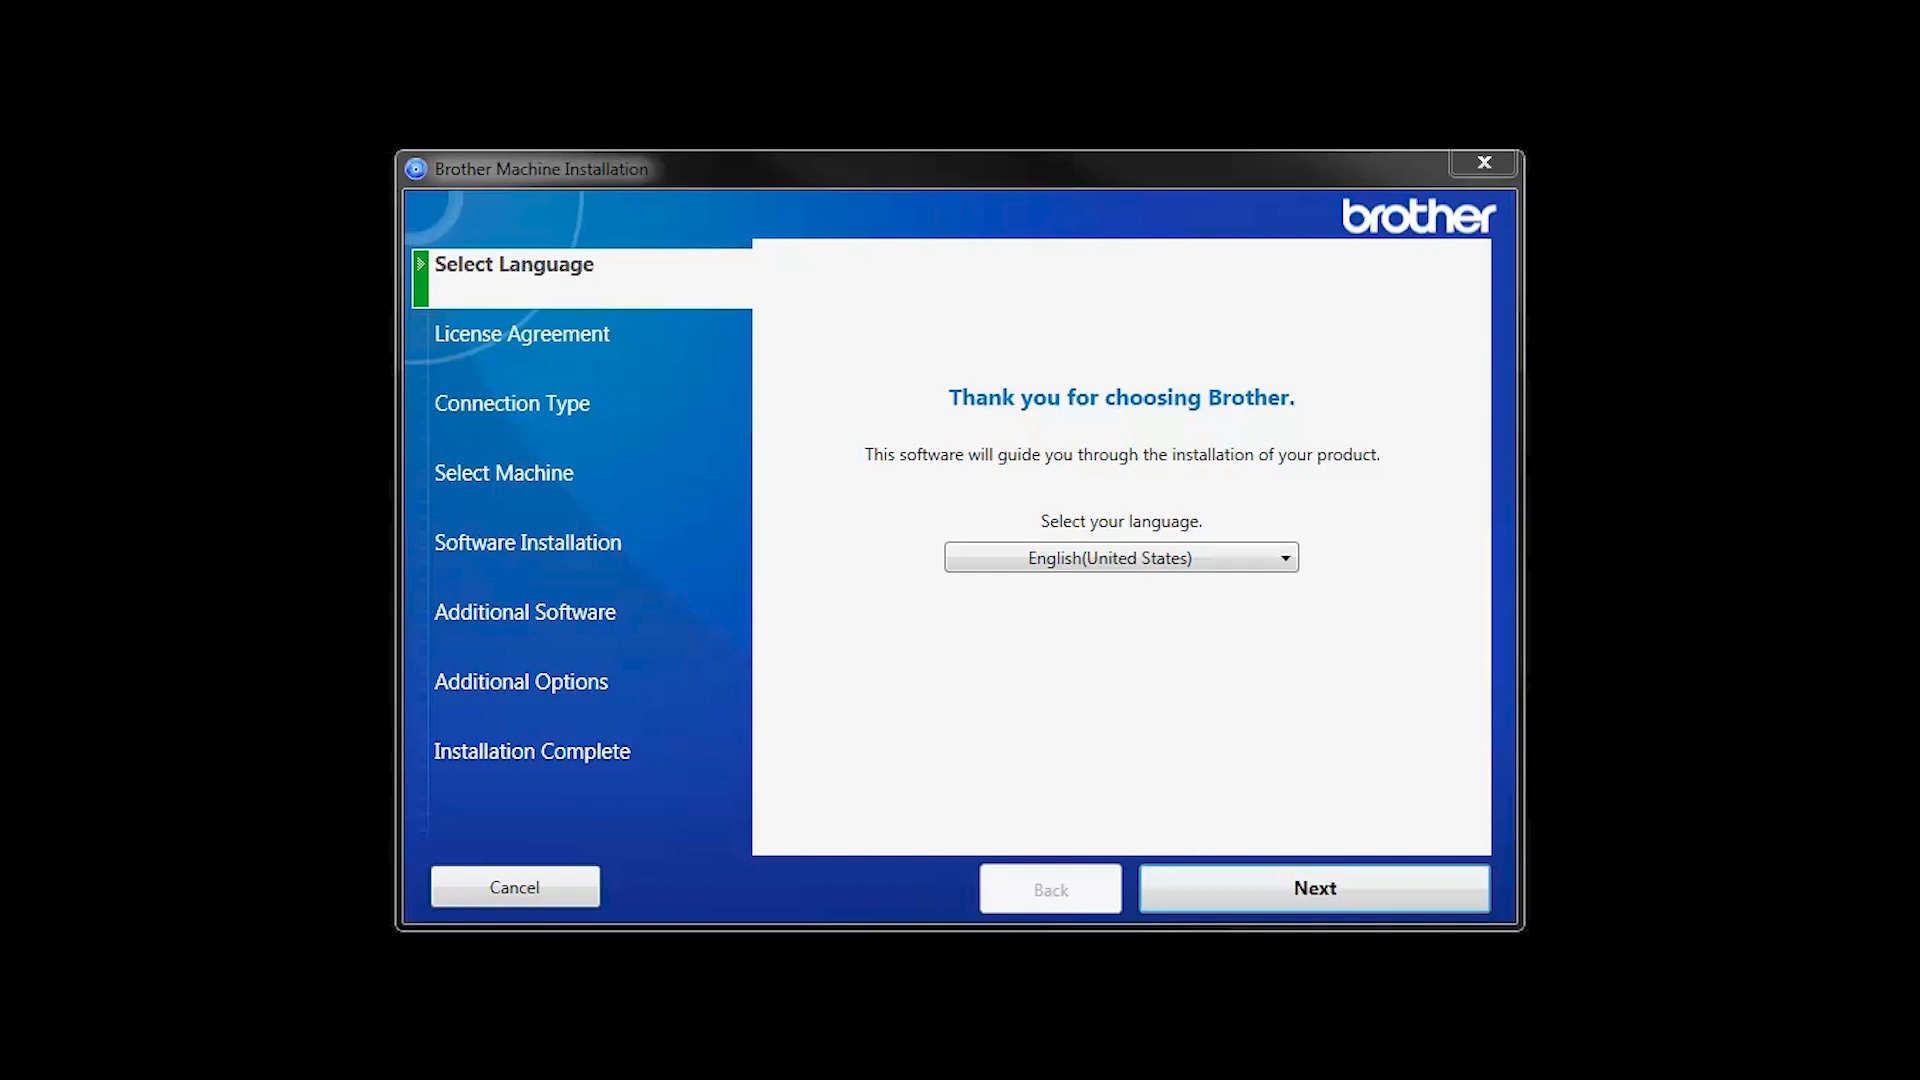 Brother Machine Installation
X
brother
Select Language
License Agreement
Connection Type
Select Machine
Software Installation
Additional Software
Additional Options
Installation Complete
Thank you for choosing Brother.
This software will guide you through the installation of your product.
Select your language.
English(United States)
Cancel
Back
Next